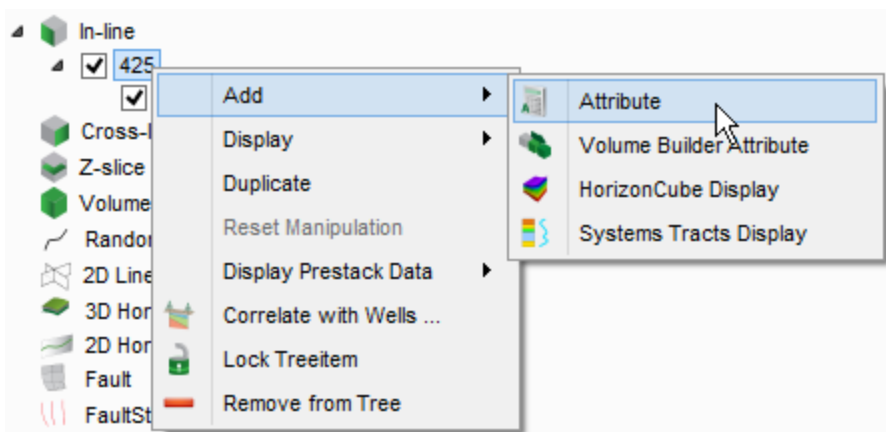 In-line
425
Cross-l
Z-slice
Volume
Random
2D Line
3D Hor
2D Hor
Fault
FaultSt
Add
Display
Duplicate
Reset Manipulation
Display Prestack Data
Correlate with Wells ...
Lock Treeitem
Remove from Tree
Attribute
Volume Builder Attribute
HorizonCube Display
Systems Tracts Display